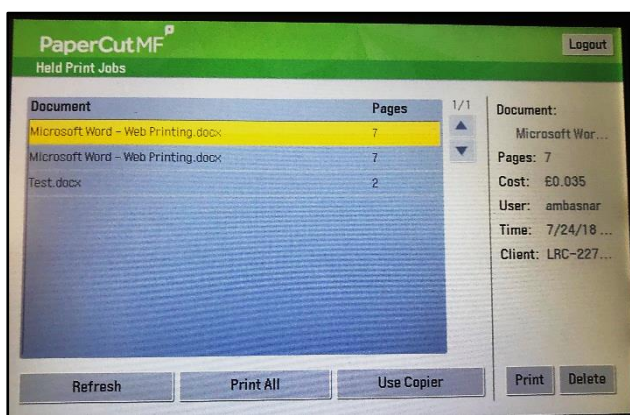 PaperCutMF P
Logout
Held Print Jobs
Document Pages 1/1
Microsoft Word - Web Printing.docx 7
Microsoft Word - Web Printing.docx 7
Test.docx 2
Document:
Microsoft Wor...
Pages: 7
Cost: £0.035
User: ambasnar
Time: 7/24/18 ...
Client: LRC-227...
Refresh Print All Use Copier Print Delete